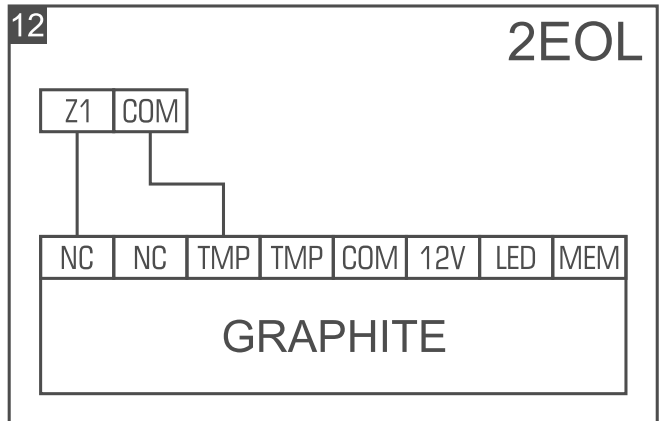 12
2EOL
Z1 COM
NC NC TMP TMP COM 12V LED MEM
GRAPHITE